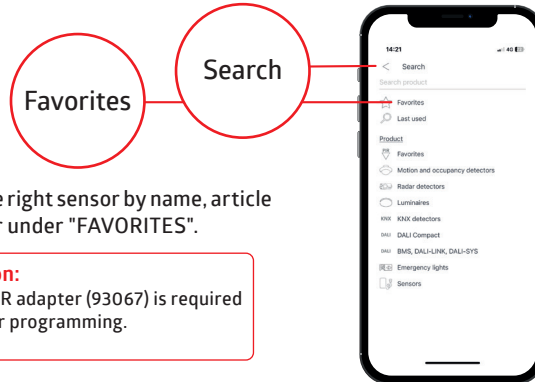 Search
Favorites
e right sensor by name, article
r under "FAVORITES".
on:
R adapter (93067) is required
r programming.
14:21
4G
Search
Search product
Favorites
Last used
Product
Favorites
Motion and occupancy detectors
Radar detectors
Luminaires
KNX KNX detectors
DALI DALI Compact
DALI BMS, DALI-LINK, DALI-SYS
Emergency lights
Sensors